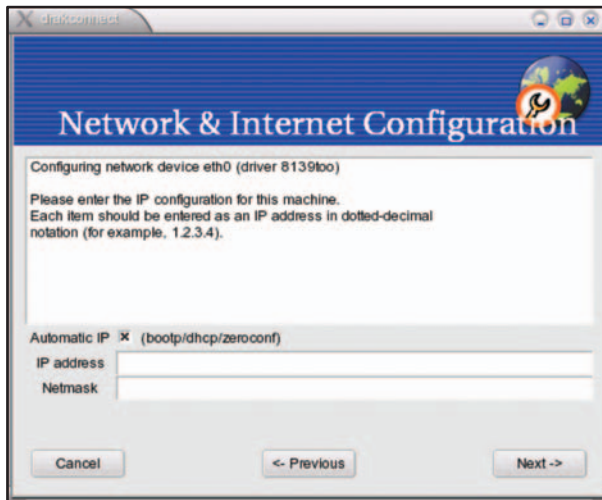 drakconnect
Network & Internet Configuration
Configuring network device eth0 (driver 8139too)
Please enter the IP configuration for this machine.
Each item should be entered as an IP address in dotted-decimal
notation (for example, 1.2.3.4).
Automatic IP (bootp/dhcp/zeroconf)
IP address
Netmask
Cancel <- Previous Next ->